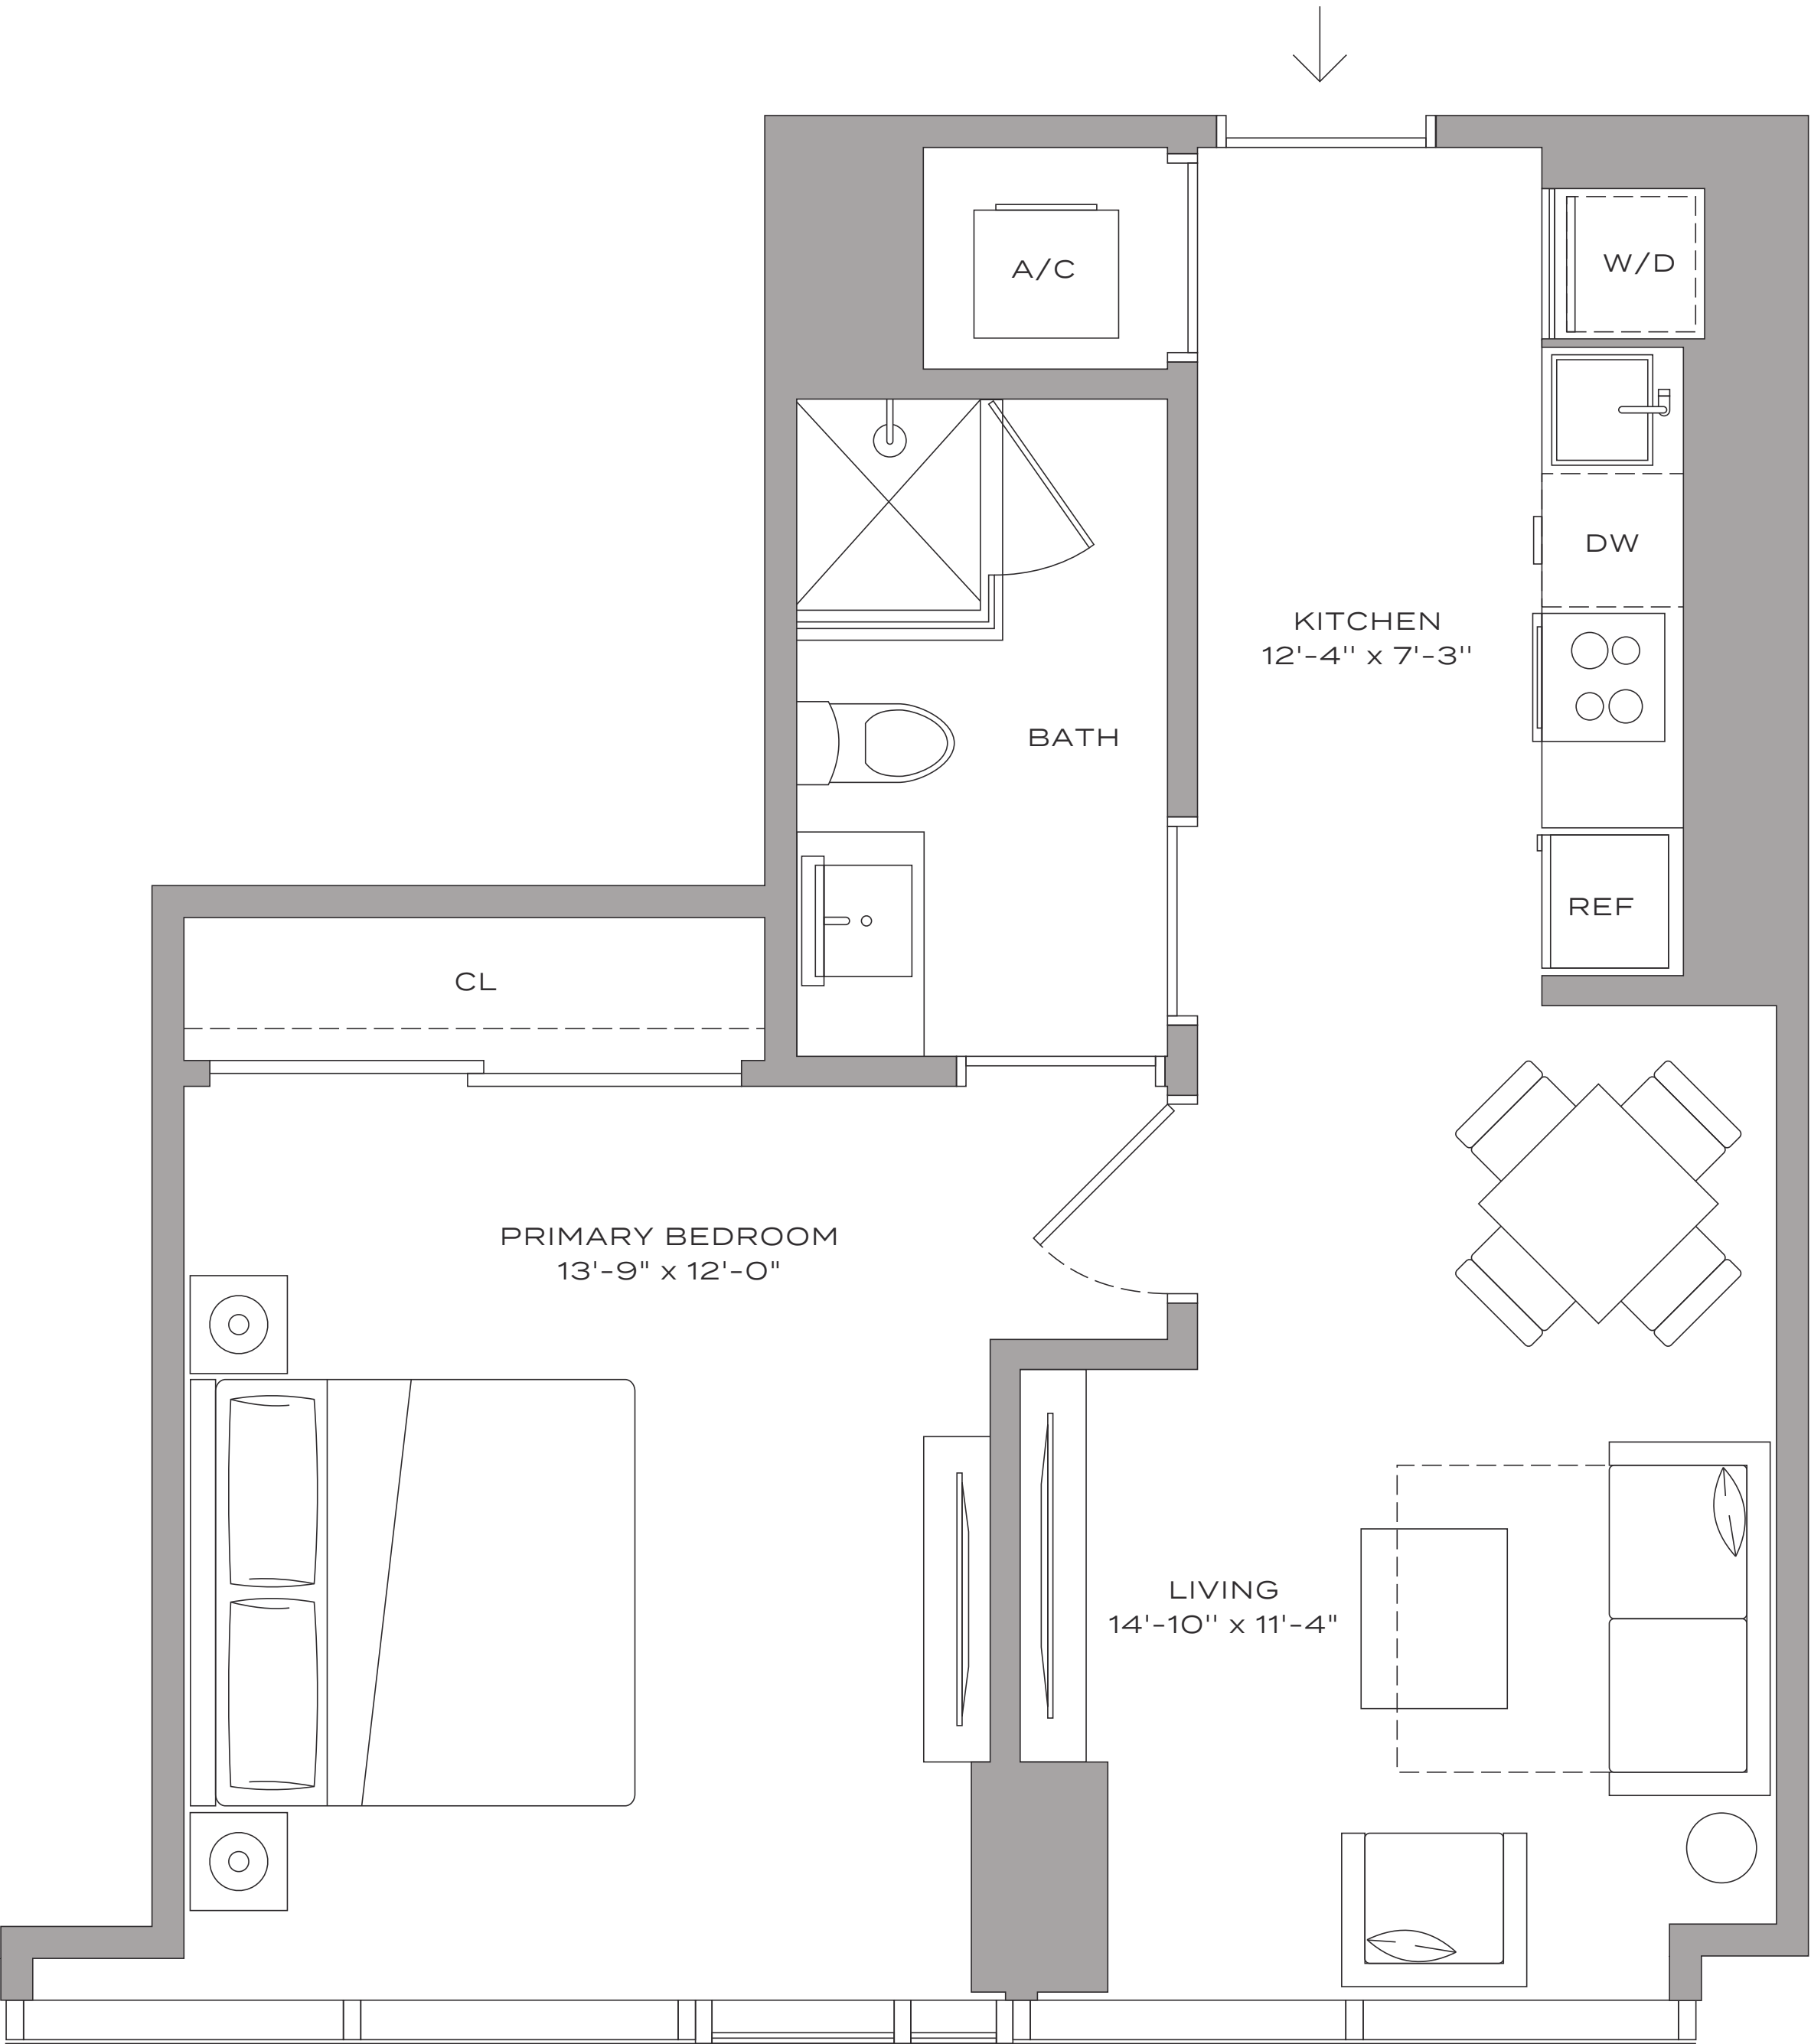 A/C
W/D
DW
KITCHEN
12'-4'' x 7'-3''
BATH
REF
CL
PRIMARY BEDROOM
13'-9" x 12'-0"
LIVING
14'-10'' x 11'-4"